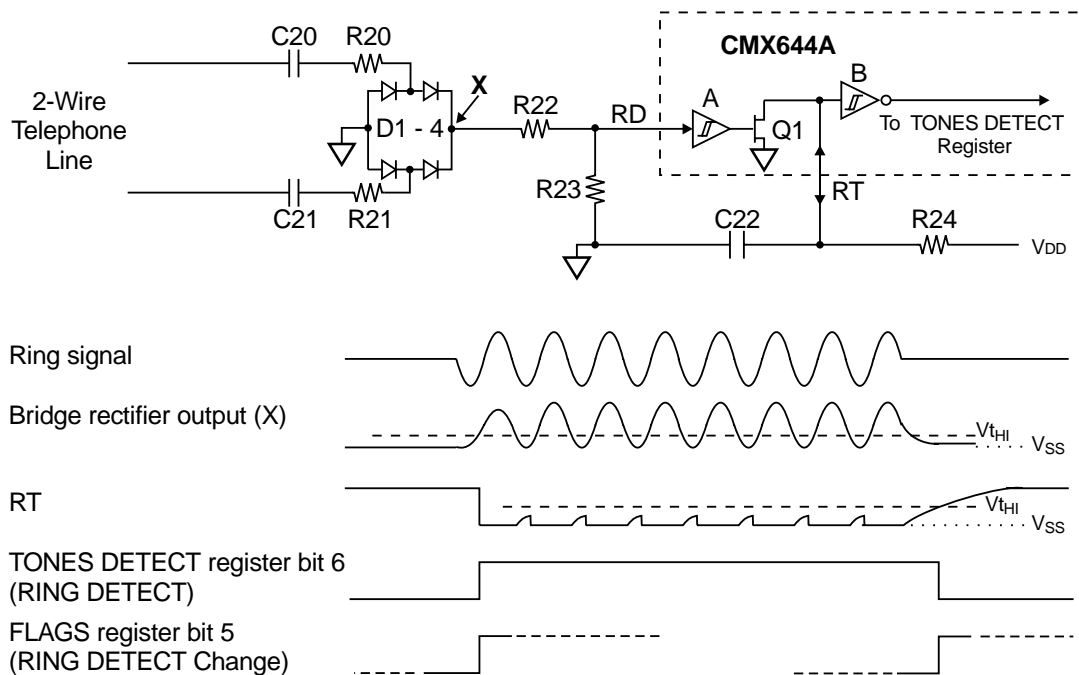 C20
R20
CMX644A
X
B
2-Wire
Telephone
Line
D1 - 4
R22
RD
A
Q1
To TONES DETECT
Register
C21
R21
R23
RT
C22
R24
VDD
Ring signal
Bridge rectifier output (X)
VtHI
VSS
RT
VtHI
VSS
TONES DETECT register bit 6
(RING DETECT)
FLAGS register bit 5
(RING DETECT Change)